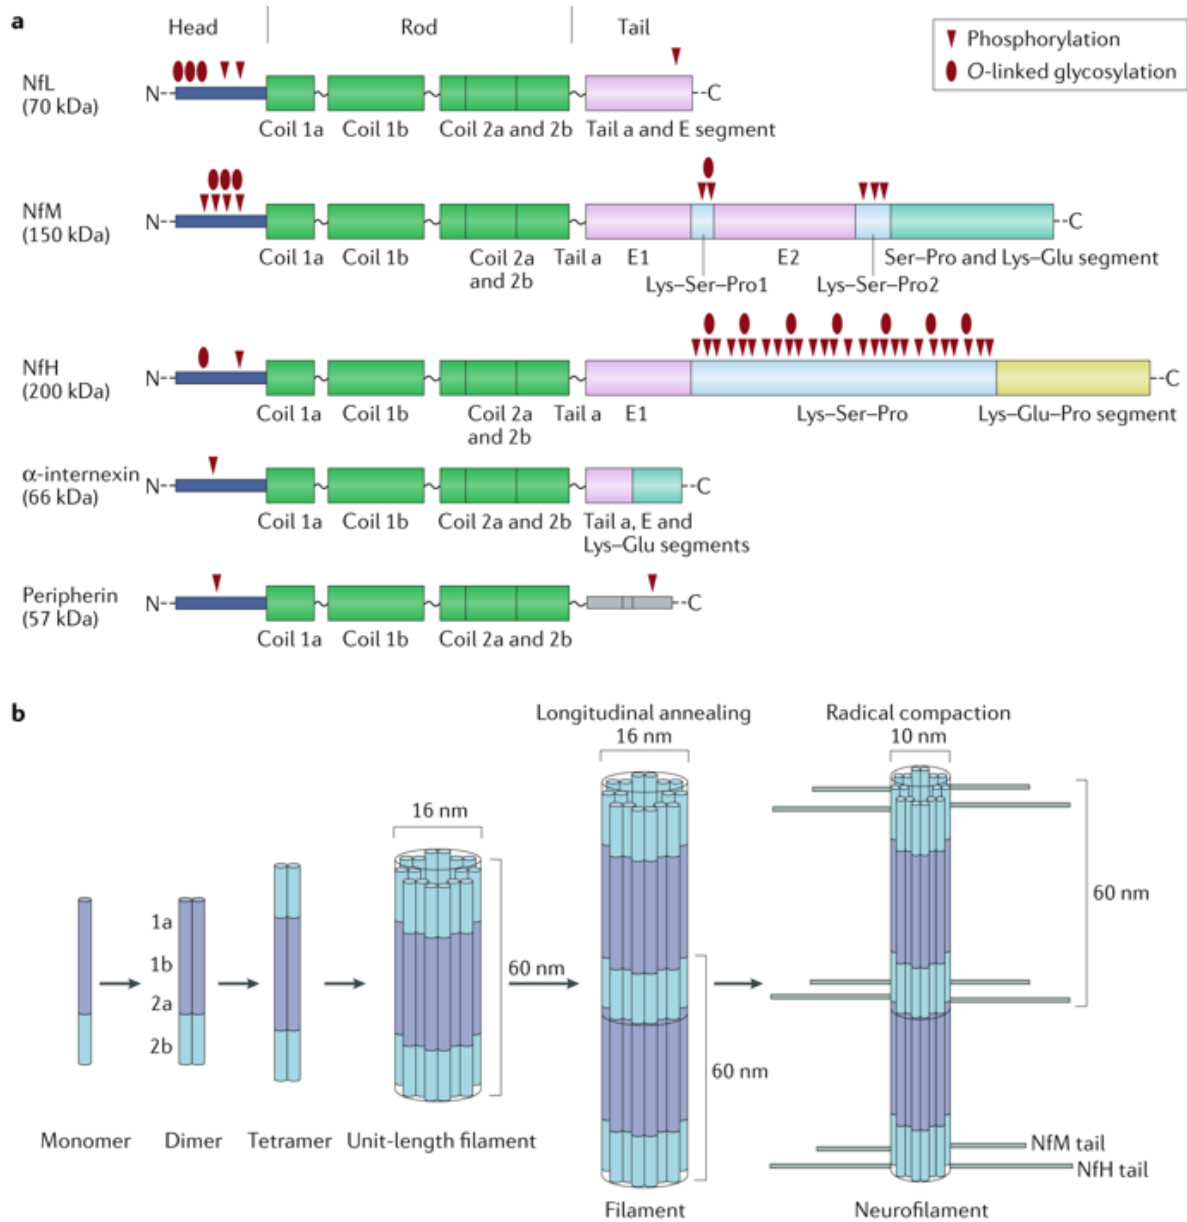 a
Head
Rod
Tail
Phosphorylation
O-linked glycosylation
NfL
(70 kDa)
N
C
Coil 1a
Coil 1b
Coil 2a and 2b
Tail a and E segment
NfM
(150 kDa)
N
C
Coil 1a
Coil 1b
Coil 2a
and 2b
Tail a
E1
E2
Ser–Pro and Lys–Glu segment
Lys–Ser–Pro1
Lys–Ser–Pro2
NfH
(200 kDa)
N
C
Coil 1a
Coil 1b
Coil 2a
and 2b
Tail a
E1
Lys–Ser–Pro
Lys–Glu–Pro segment
α-internexin
(66 kDa)
N
C
Coil 1a
Coil 1b
Coil 2a and 2b
Tail a, E and
Lys–Glu segments
Peripherin
(57 kDa)
N
C
Coil 1a
Coil 1b
Coil 2a and 2b
b
Longitudinal annealing
16 nm
Radical compaction
10 nm
16 nm
60 nm
60 nm
60 nm
1a
1b
2a
2b
Monomer
Dimer
Tetramer
Unit-length filament
NfM tail
NfH tail
Filament
Neurofilament